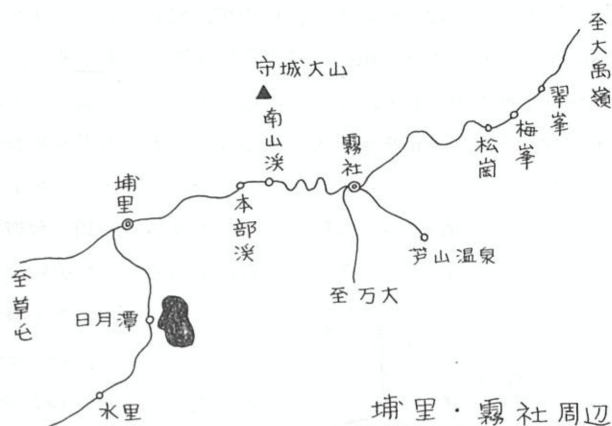 至大禹嶺
翠峯
梅峯
松崗
守城大山
南山渓
霧社
埔里
本部渓
芦山温泉
至草屯
至万大
日月潭
水里
埔里・霧社周辺